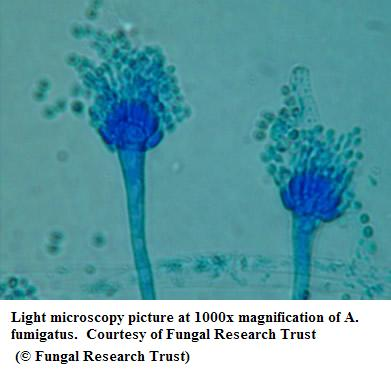 Light microscopy picture at 1000x magnification of A.
fumigatus.  Courtesy of Fungal Research Trust
(© Fungal Research Trust)